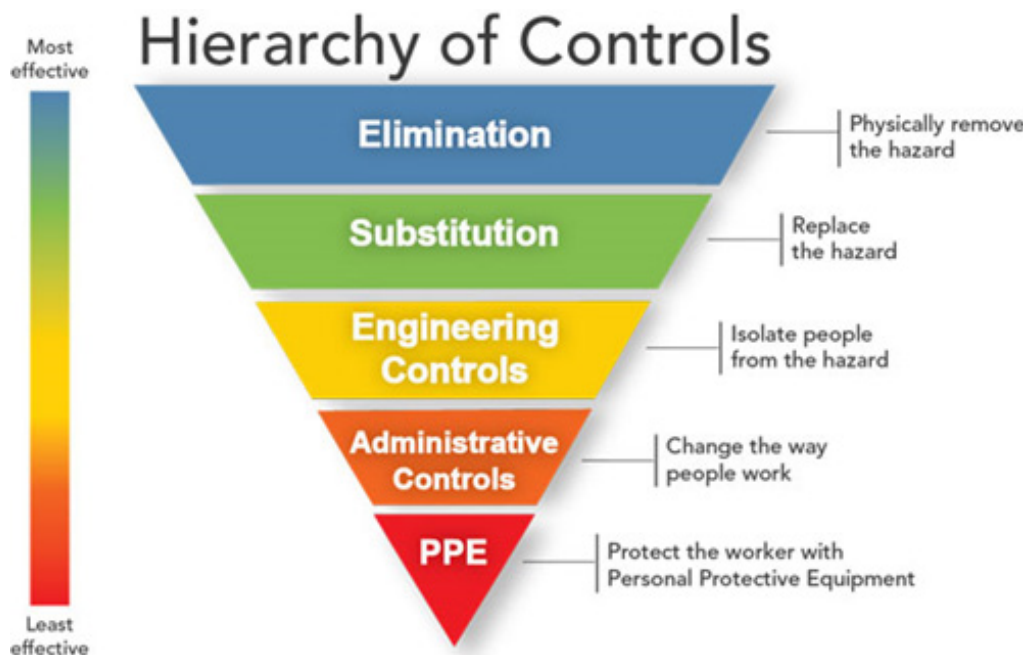 Hierarchy of Controls
Most
effective
Elimination
Physically remove
the hazard
Substitution
Replace
the hazard
Engineering
Controls
Isolate people
from the hazard
Administrative
Controls
Change the way
people work
PPE
Protect the worker with
Personal Protective Equipment
Least
effective